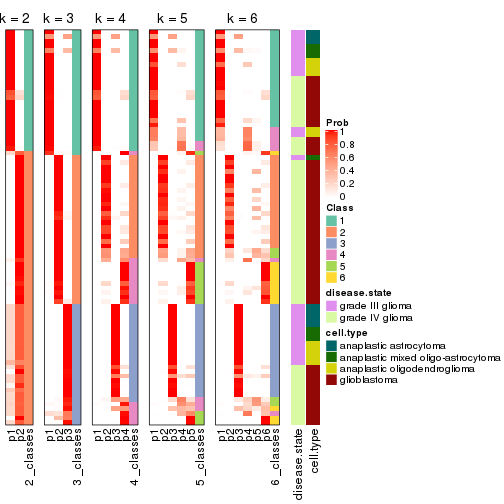 k = 2 k = 3 k = 4 k = 5 k = 6
Prob
1
0.8
0.6
0.4
0.2
0
Class
1
2
3
4
5
6
disease.state
grade III glioma
grade IV glioma
cell.type
anaplastic astrocytoma
anaplastic mixed oligo-astrocytoma
anaplastic oligodendroglioma
glioblastoma
p1 p2 2_classes p1 p2 p3 3_classes p1 p2 p3 p4 4_classes p1 p2 p3 p4 p5 5_classes p1 p2 p3 p4 p5 p6 6_classes disease.state cell.type